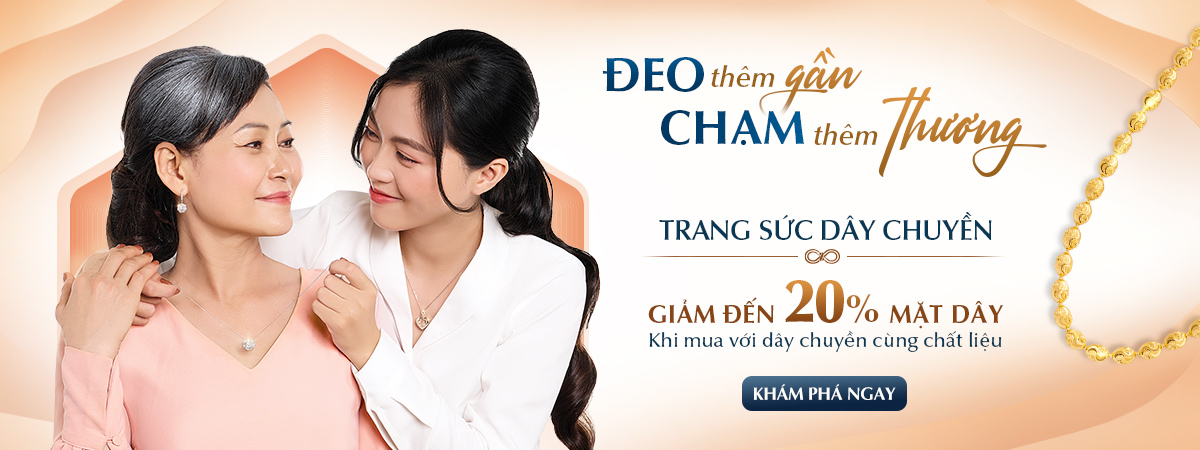 ĐEO thêm gần
CHẠM thêm Thương
TRANG SỨC DÂY CHUYỀN
GIẢM ĐẾN 20% MẶT DÂY
Khi mua với dây chuyền cùng chất liệu
KHÁM PHÁ NGAY